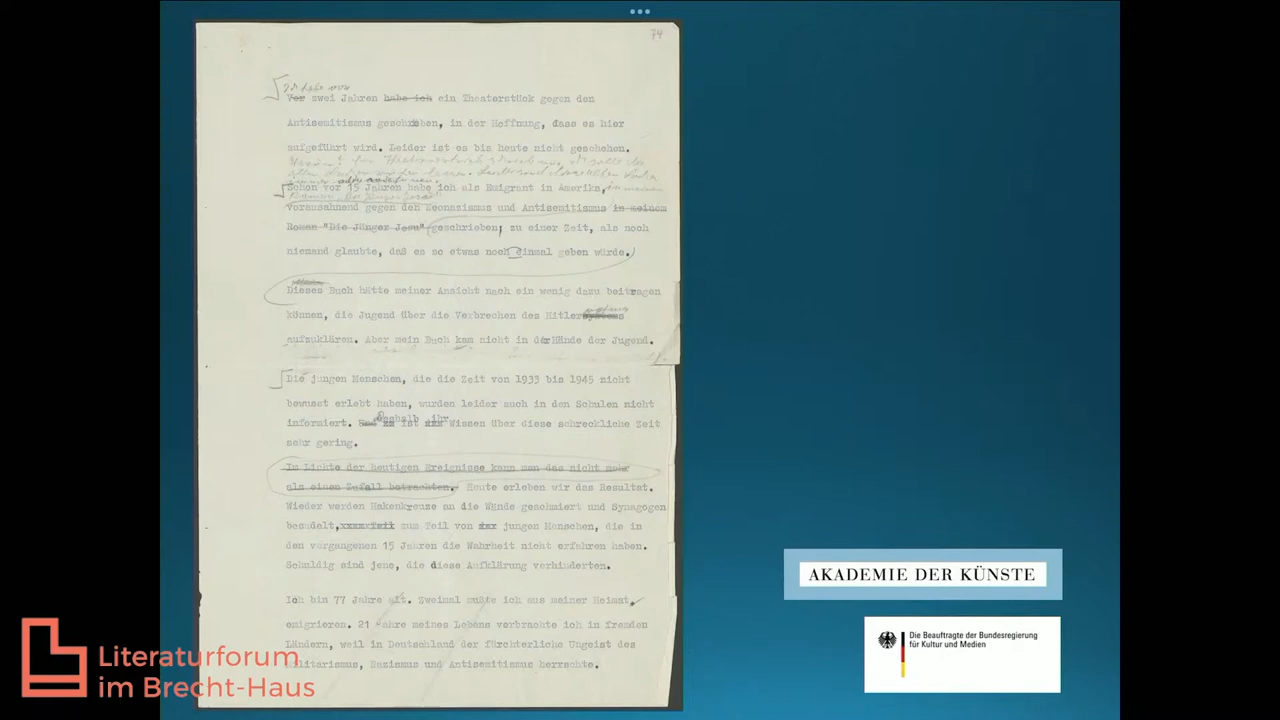 74
Ich habe vor
Vor zwei Jahren habe ich ein Theaterstück gegen den
Antisemitismus geschrieben, in der Hoffnung, dass es hier
aufgeführt wird. Leider ist es bis heute nicht geschehen.
Schon vor 15 Jahren habe ich als Emigrant in Amerika, in meinem
vorausahnend gegen den Neonazismus und Antisemitismus in meinem
Roman "Die Jünger Jesu" geschrieben, zu einer Zeit, als noch
niemand glaubte, daß es so etwas noch einmal geben würde.
Dieses Buch hätte meiner Ansicht nach ein wenig dazu beitragen
können, die Jugend über die Verbrechen des Hitlersystems
aufzuklären. Aber mein Buch kam nicht in der Hände der Jugend.
Die jungen Menschen, die die Zeit von 1933 bis 1945 nicht
bewusst erlebt haben, wurden leider auch in den Schulen nicht
deshalb ihr
informiert. ist Wissen über diese schreckliche Zeit
sehr gering.
Im Lichte der heutigen Ereignisse kann man das nicht mehr
als einen Zufall betrachten. Heute erleben wir das Resultat.
Wieder werden Hakenkreuze an die Wände geschmiert und Synagogen
besudelt, zum Teil von jungen Menschen, die in
den vergangenen 15 Jahren die Wahrheit nicht erfahren haben.
Schuldig sind jene, die diese Aufklärung verhinderten.
Ich bin 77 Jahre alt. Zweimal mußte ich aus meiner Heimat
emigrieren. 21 Jahre meines Lebens verbrachte ich in fremden
Ländern, weil in Deutschland der fürchterliche Ungeist des
Militarismus, Nazismus und Antisemitismus herrschte.
AKADEMIE DER KÜNSTE
Die Beauftragte der Bundesregierung
für Kultur und Medien
Literaturforum
im Brecht-Haus